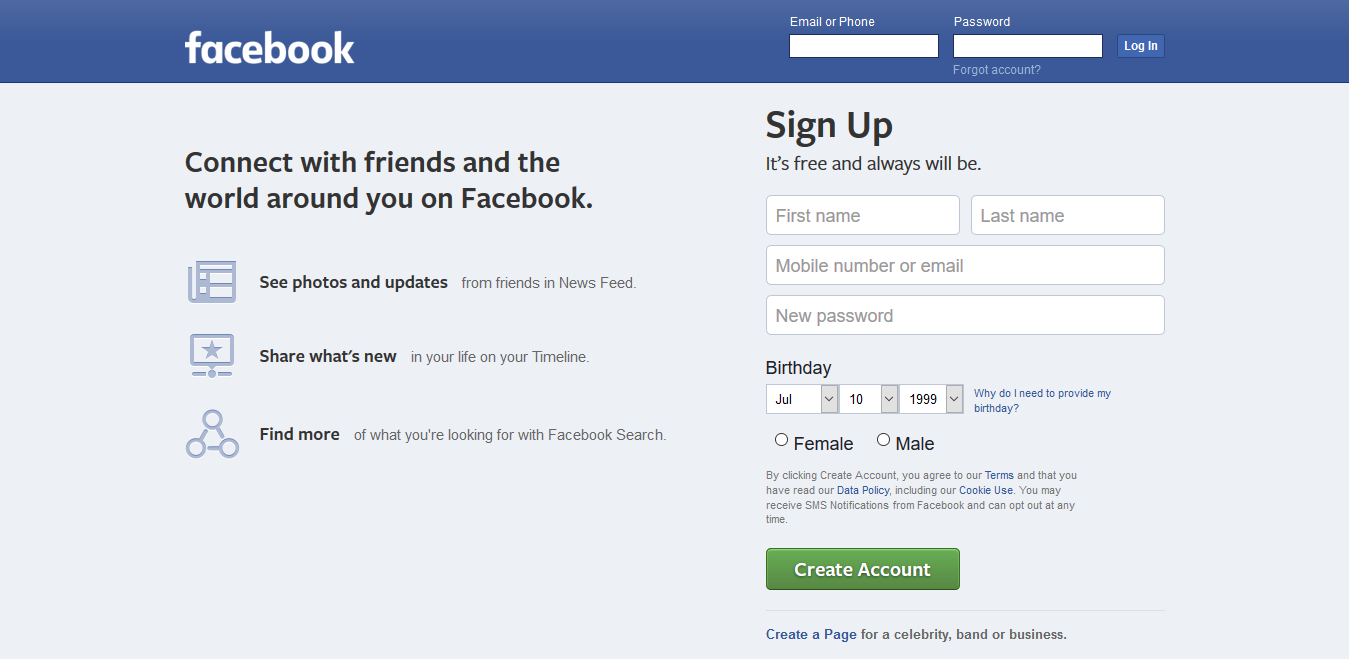 facebook
Email or Phone
Password
Log In
Forgot account?
Connect with friends and the
world around you on Facebook.
See photos and updates from friends in News Feed.
Share what's new in your life on your Timeline.
Find more of what you're looking for with Facebook Search.
Sign Up
It's free and always will be.
First name
Last name
Mobile number or email
New password
Birthday
Jul
10
1999
Why do I need to provide my
birthday?
Female
Male
By clicking Create Account, you agree to our Terms and that you
have read our Data Policy, including our Cookie Use. You may
receive SMS Notifications from Facebook and can opt out at any
time.
Create Account
Create a Page for a celebrity, band or business.